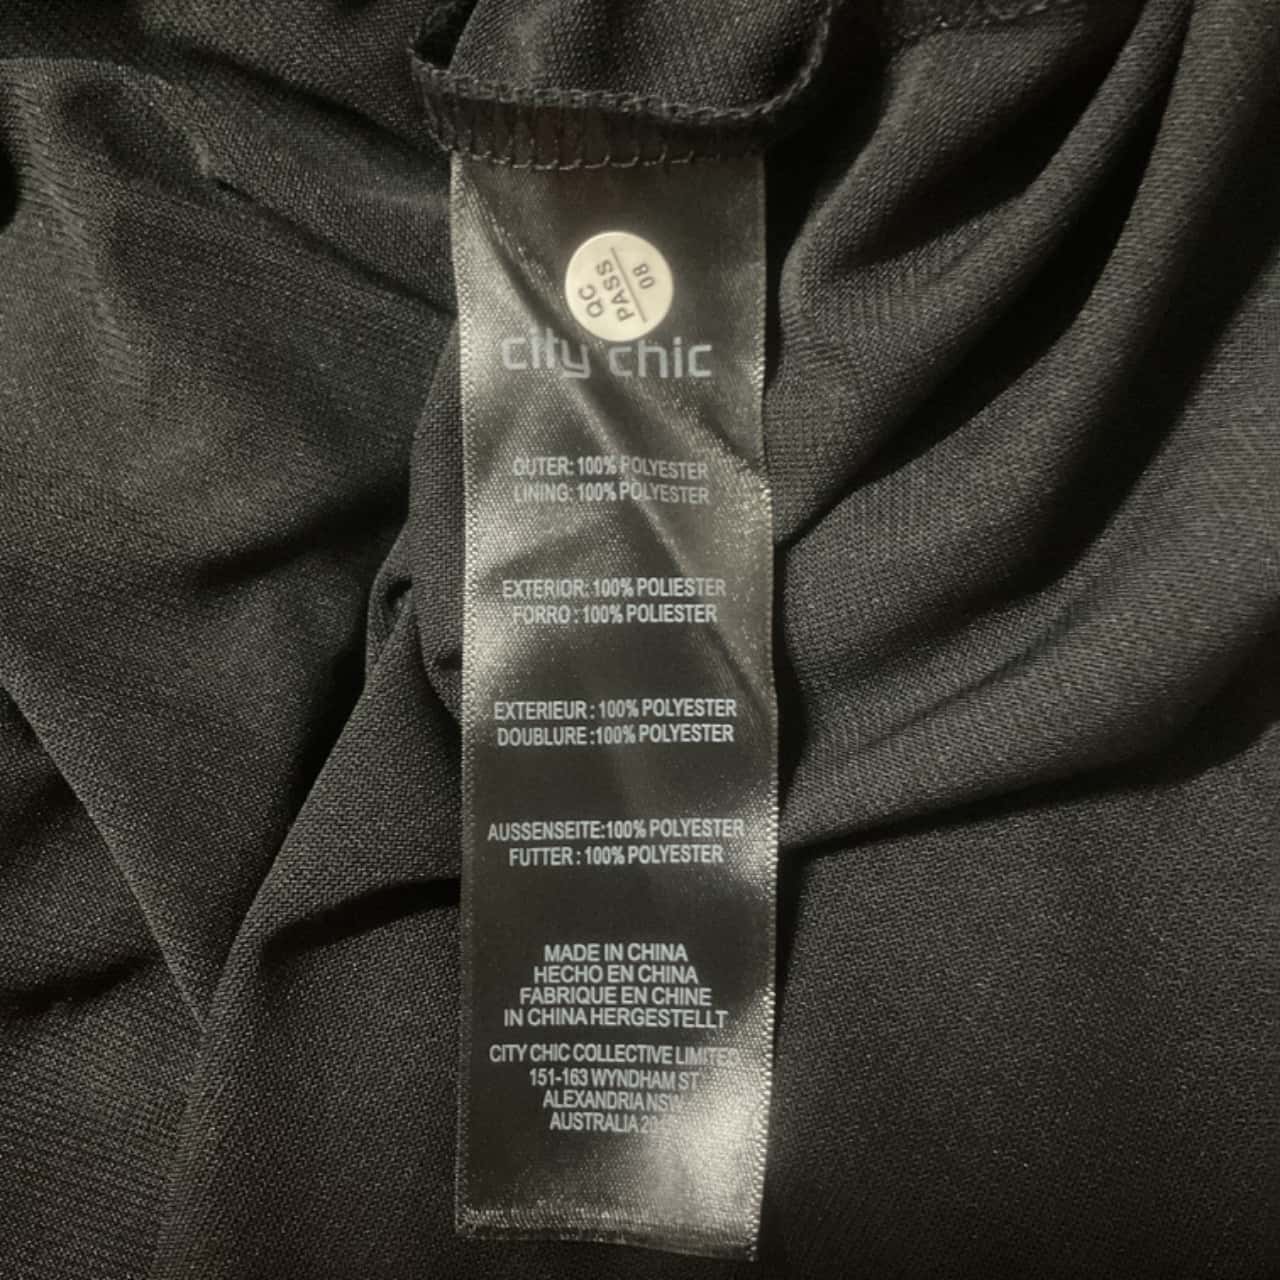 QC
PASS
08
city chic
OUTER: 100% POLYESTER
LINING: 100% POLYESTER
EXTERIOR: 100% POLIESTER
FORRO : 100% POLIESTER
EXTERIEUR : 100% POLYESTER
DOUBLURE :100% POLYESTER
AUSSENSEITE:100% POLYESTER
FUTTER : 100% POLYESTER
MADE IN CHINA
HECHO EN CHINA
FABRIQUE EN CHINE
IN CHINA HERGESTELLT
CITY CHIC COLLECTIVE LIMITED
151-163 WYNDHAM ST
ALEXANDRIA NSW
AUSTRALIA